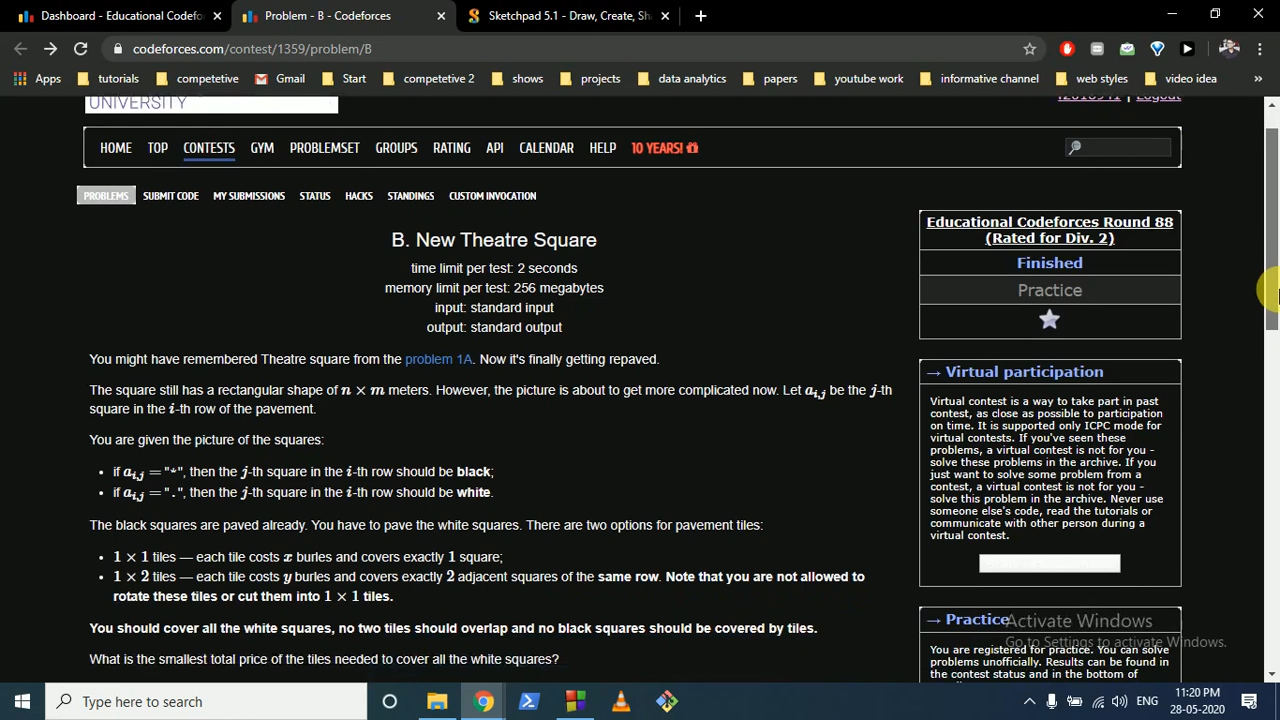 Dashboard - Educational Codefor
Problem - B - Codeforces
Sketchpad 5.1 - Draw, Create, Sha
codeforces.com/contest/1359/problem/B
Apps tutorials competetive Gmail Start competetive 2 shows projects data analytics papers youtube work informative channel web styles video idea »
UNIVERSITY
| Logout
HOME TOP CONTESTS GYM PROBLEMSET GROUPS RATING API CALENDAR HELP 10 YEARS!
PROBLEMS SUBMIT CODE MY SUBMISSIONS STATUS HACKS STANDINGS CUSTOM INVOCATION
B. New Theatre Square
time limit per test: 2 seconds
memory limit per test: 256 megabytes
input: standard input
output: standard output
You might have remembered Theatre square from the problem 1A. Now it's finally getting repaved.
The square still has a rectangular shape of n × m meters. However, the picture is about to get more complicated now. Let a_{i,j} be the j-th
square in the i-th row of the pavement.
You are given the picture of the squares:
• if a_{i,j} = "*", then the j-th square in the i-th row should be black;
• if a_{i,j} = ".", then the j-th square in the i-th row should be white.
The black squares are paved already. You have to pave the white squares. There are two options for pavement tiles:
• 1 × 1 tiles — each tile costs x burles and covers exactly 1 square;
• 1 × 2 tiles — each tile costs y burles and covers exactly 2 adjacent squares of the same row. Note that you are not allowed to
rotate these tiles or cut them into 1 × 1 tiles.
You should cover all the white squares, no two tiles should overlap and no black squares should be covered by tiles.
What is the smallest total price of the tiles needed to cover all the white squares?
Educational Codeforces Round 88
(Rated for Div. 2)
Finished
Practice
→ Virtual participation
Virtual contest is a way to take part in past
contest, as close as possible to participation
on time. It is supported only ICPC mode for
virtual contests. If you've seen these
problems, a virtual contest is not for you -
solve these problems in the archive. If you
just want to solve some problem from a
contest, a virtual contest is not for you -
solve this problem in the archive. Never use
someone else's code, read the tutorials or
communicate with other person during a
virtual contest.
→ Practice
You are registered for practice. You can solve
problems unofficially. Results can be found in
the contest status and in the bottom of
Activate Windows
Go to Settings to activate Windows.
Type here to search
ENG
11:20 PM
28-05-2020